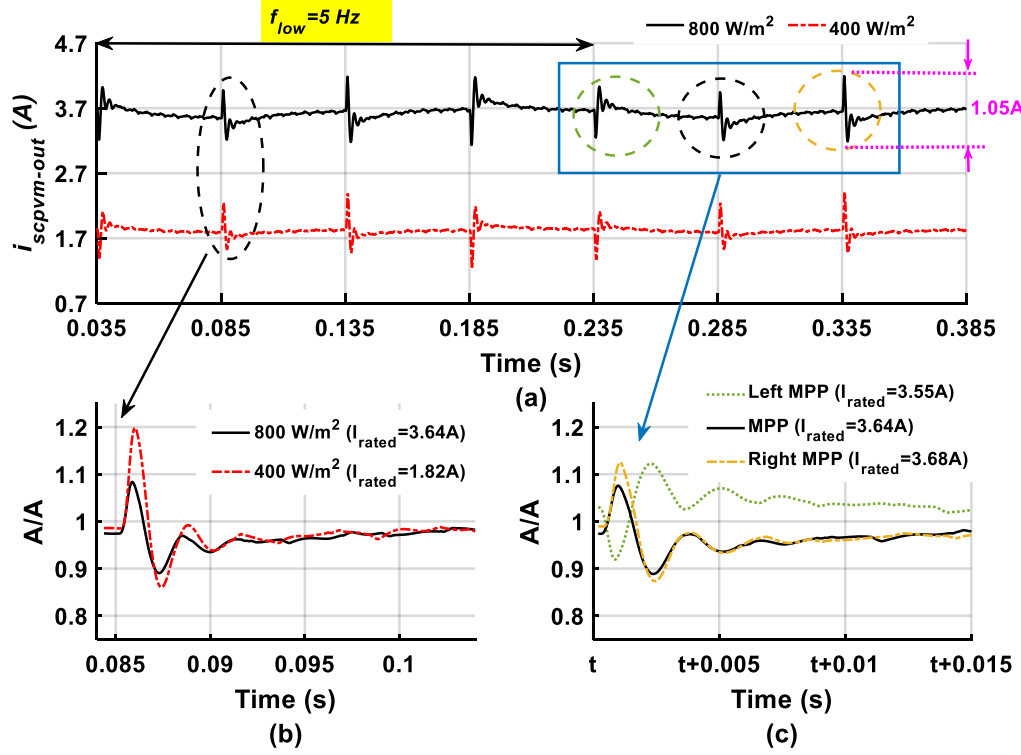 f_low=5 Hz
800 W/m² 400 W/m²
4.7
3.7
2.7
1.7
0.7
i_scpvm-out (A)
1.05A
0.035 0.085 0.135 0.185 0.235 0.285 0.335 0.385
Time (s)
(a)
1.2
1.1
1
0.9
0.8
A/A
800 W/m² (I_rated=3.64A)
400 W/m² (I_rated=1.82A)
0.085 0.09 0.095 0.1
Time (s)
(b)
1.2
1.1
1
0.9
0.8
A/A
Left MPP (I_rated=3.55A)
MPP (I_rated=3.64A)
Right MPP (I_rated=3.68A)
t t+0.005 t+0.01 t+0.015
Time (s)
(c)